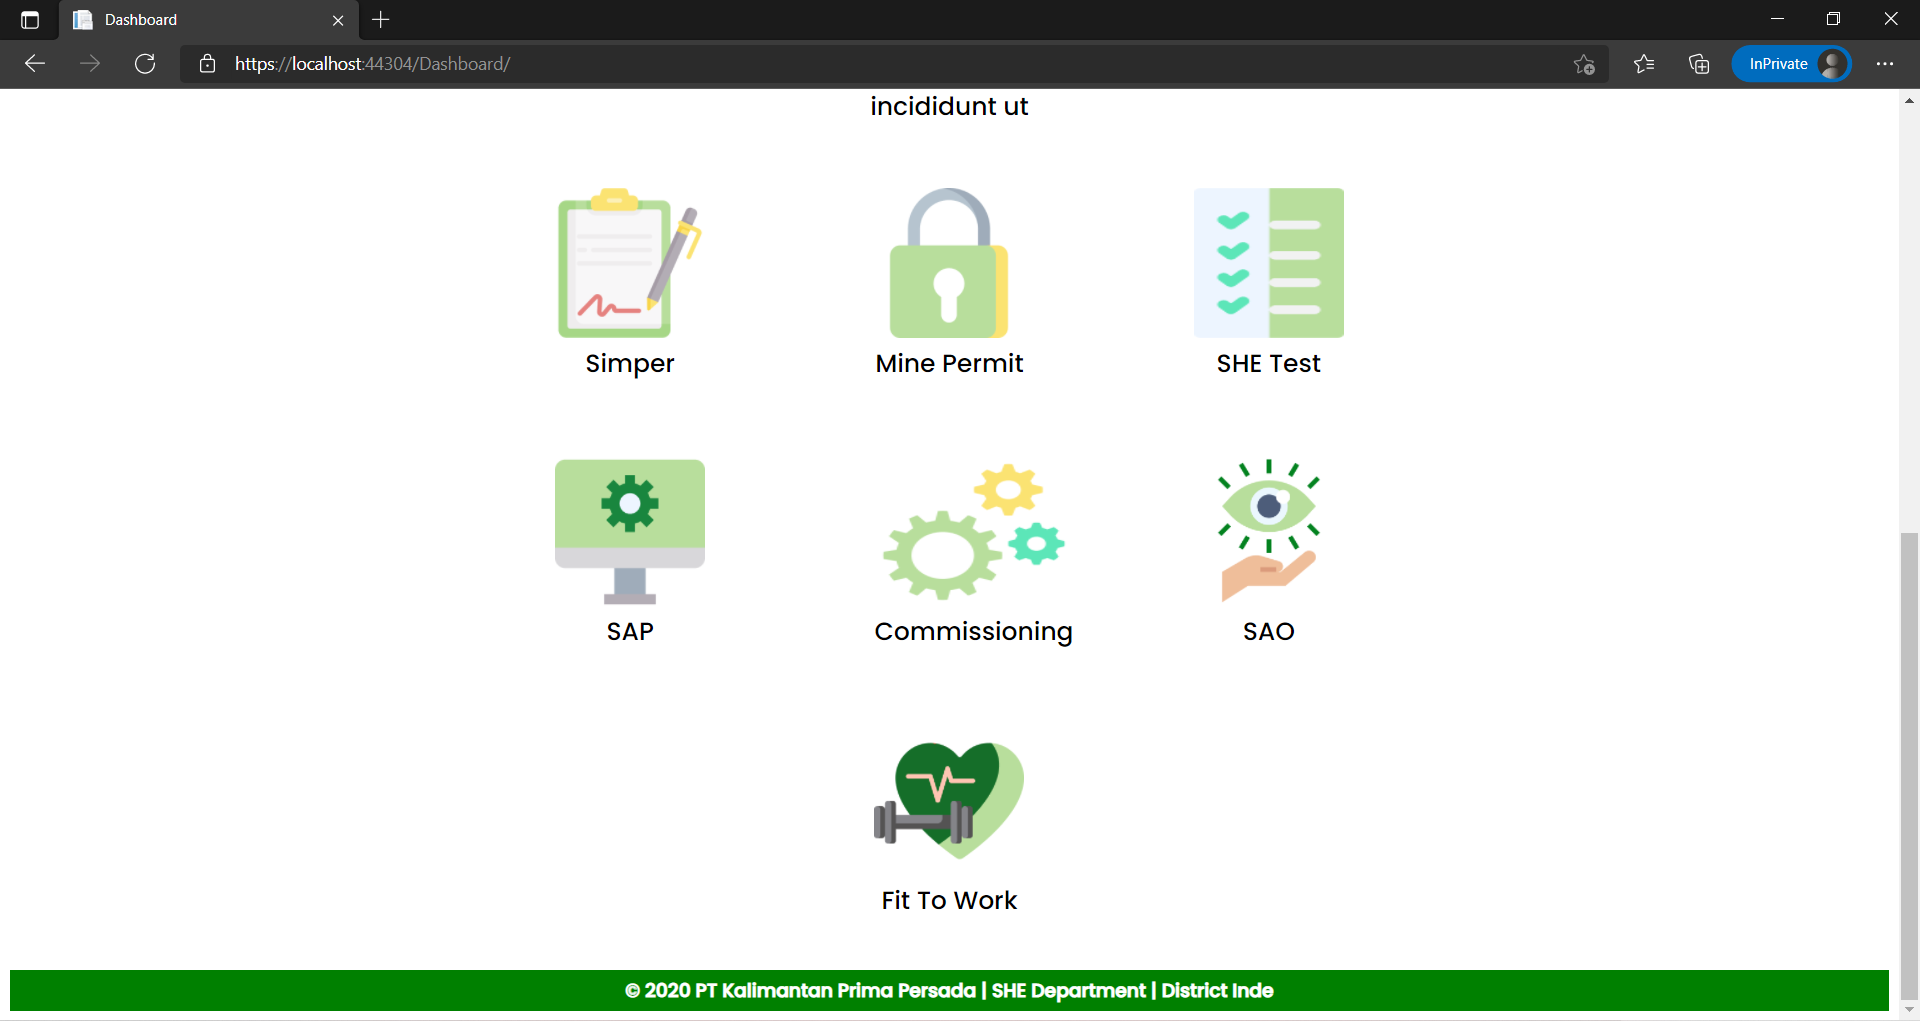 Dashboard
https://localhost:44304/Dashboard/
InPrivate
incididunt ut
Simper
Mine Permit
SHE Test
SAP
Commissioning
SAO
Fit To Work
© 2020 PT Kalimantan Prima Persada | SHE Department | District Inde